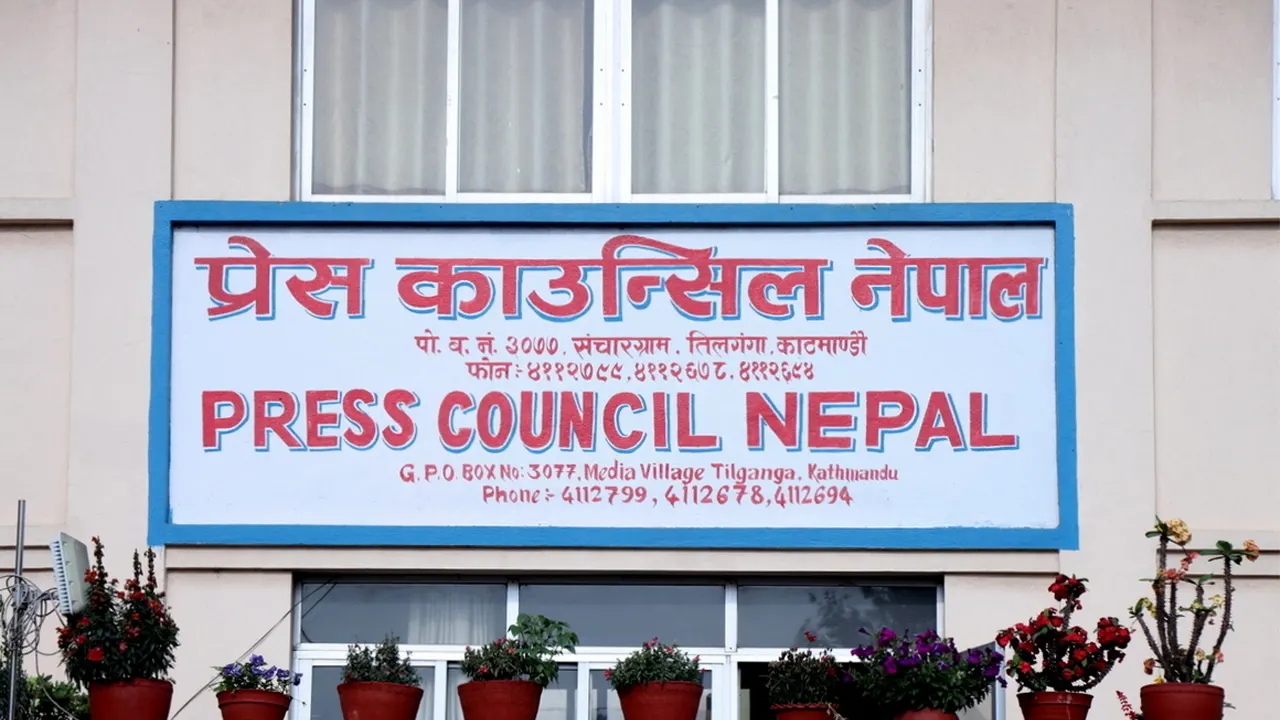 प्रेस काउन्सिल नेपाल
पो. व. नं. ३०७७, संचारग्राम, तिलगंगा, काठमाण्डौ
फोन :- ४११२७९९, ४११२६७८, ४११२६९४
PRESS COUNCIL NEPAL
G. P. O. BOX No: 3077, Media Village Tilganga, Kathmandu
Phone :- 4112799, 4112678, 4112694